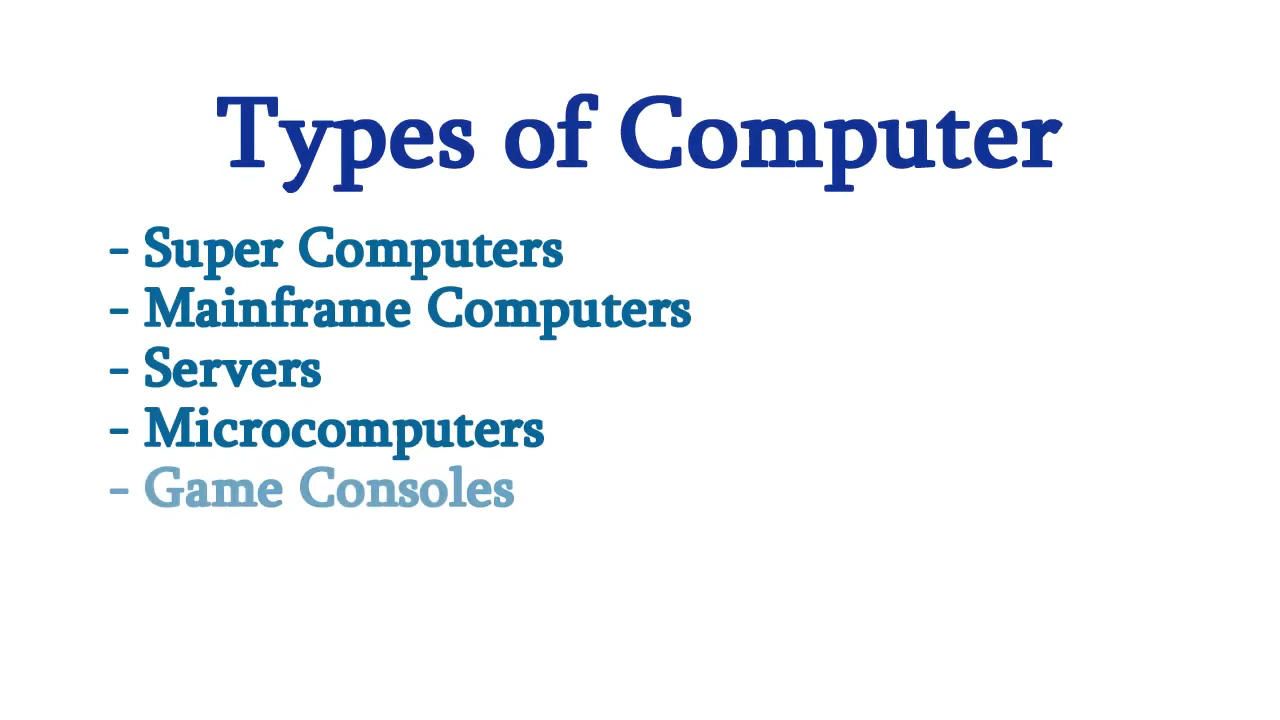 Types of Computer
- Super Computers
- Mainframe Computers
- Servers
- Microcomputers
- Game Consoles